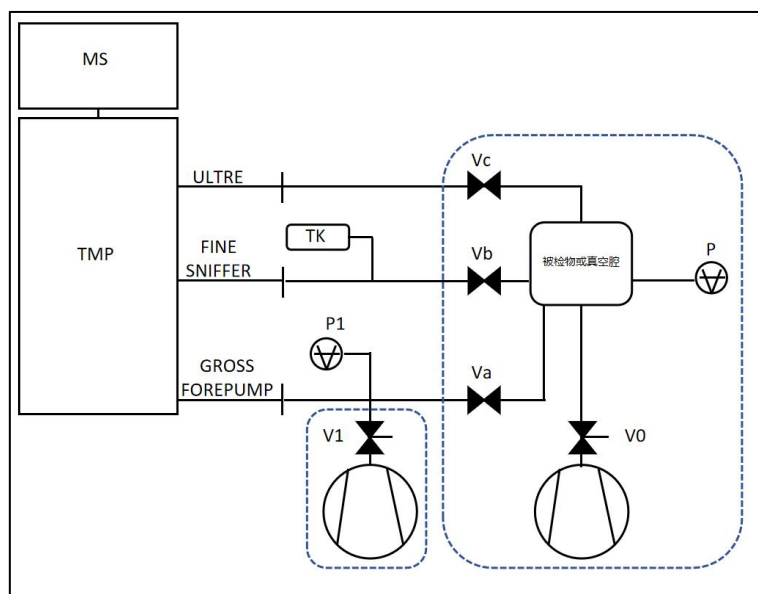 MS
Vc
ULTRE
TMP
FINE
SNIFFER
TK
Vb
被检物或真空腔
P
P1
GROSS
FOREPUMP
Va
V1
V0